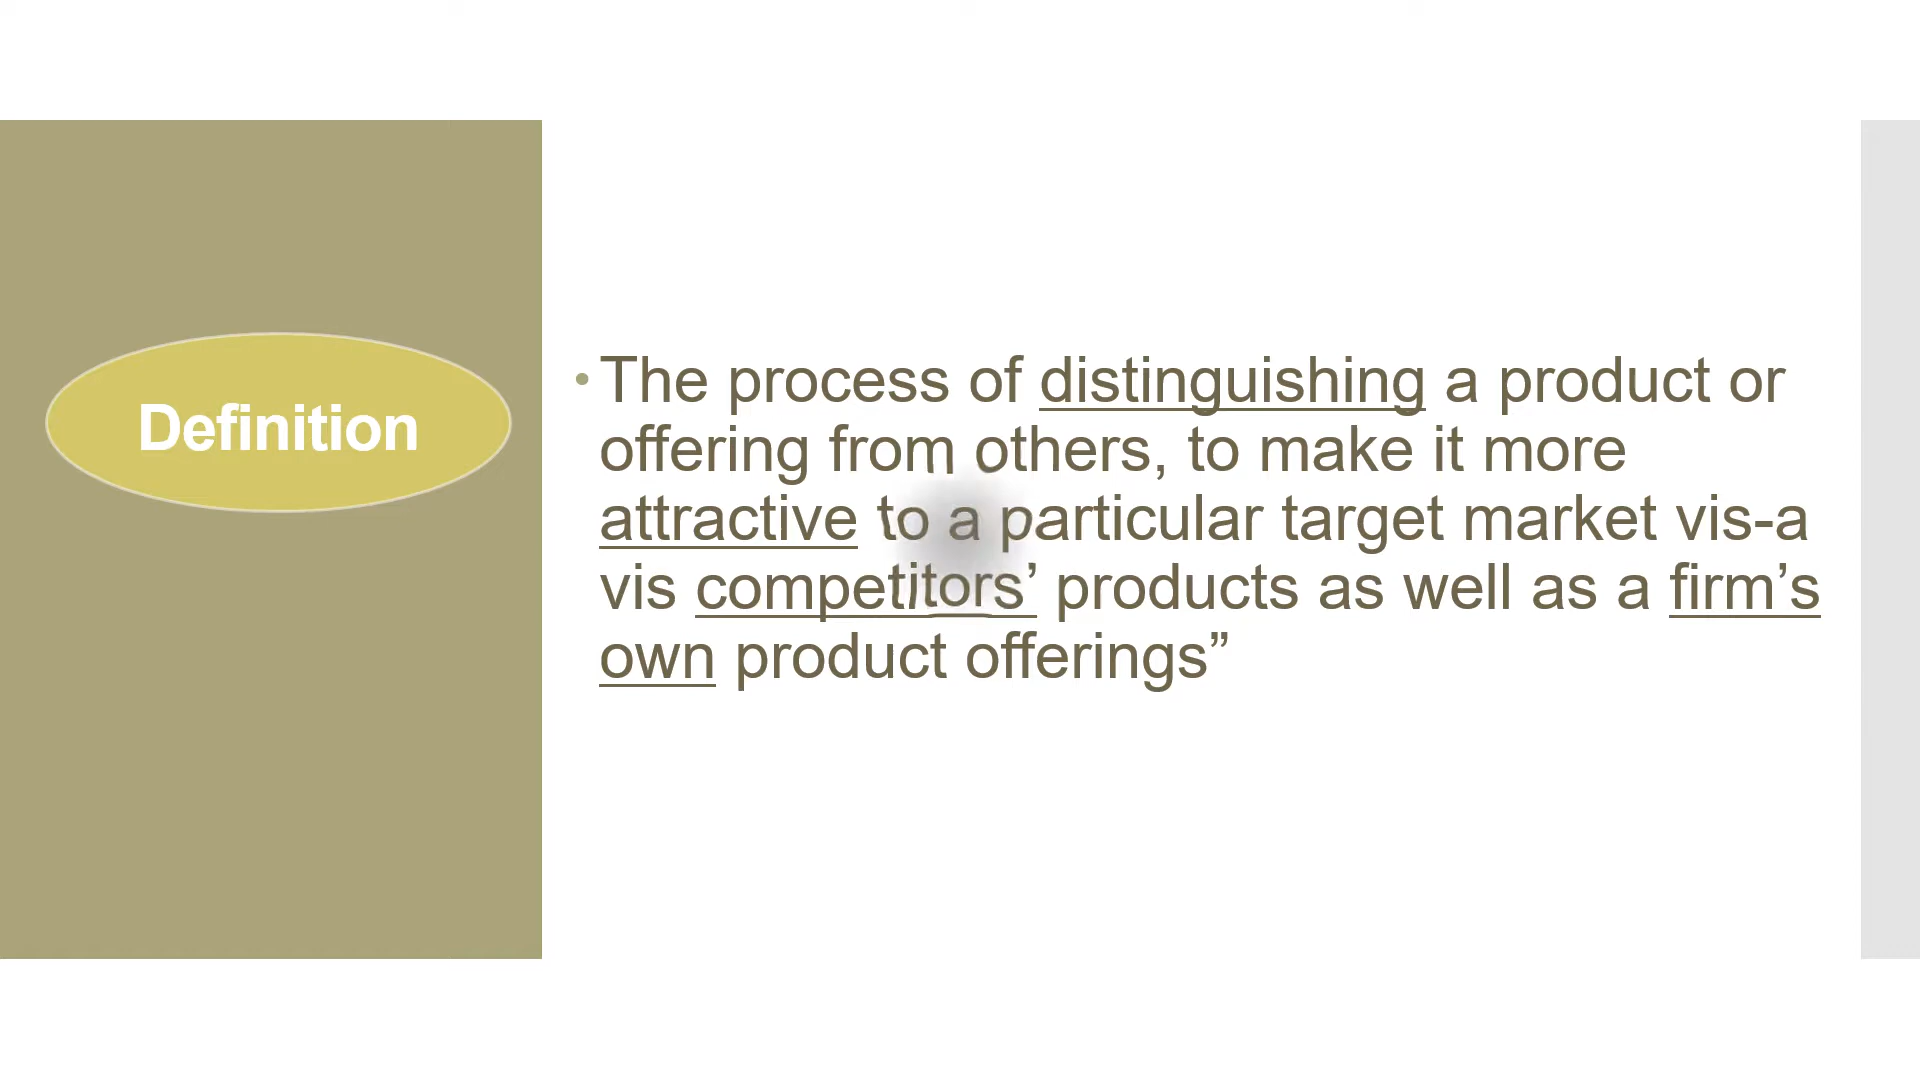 Definition
• The process of distinguishing a product or
offering from others, to make it more
attractive to a particular target market vis-a
vis competitors’ products as well as a firm’s
own product offerings”